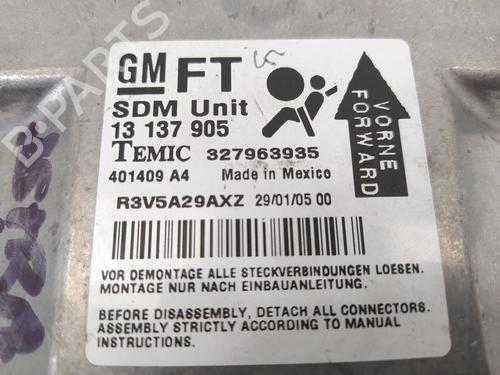 GM FT
SDM Unit
13 137 905
TEMIC 327963935
401409 A4 Made in Mexico
R3V5A29AXZ 29/01/05 00
VORNE
FORWARD
VOR DEMONTAGE ALLE STECKVERBINDUNGEN LOESEN.
MONTAGE NUR NACH EINBAUANLEITUNG.
BEFORE DISASSEMBLY, DETACH ALL CONNECTORS.
ASSEMBLY STRICTLY ACCORDING TO MANUAL
INSTRUCTIONS.
B-PARTS